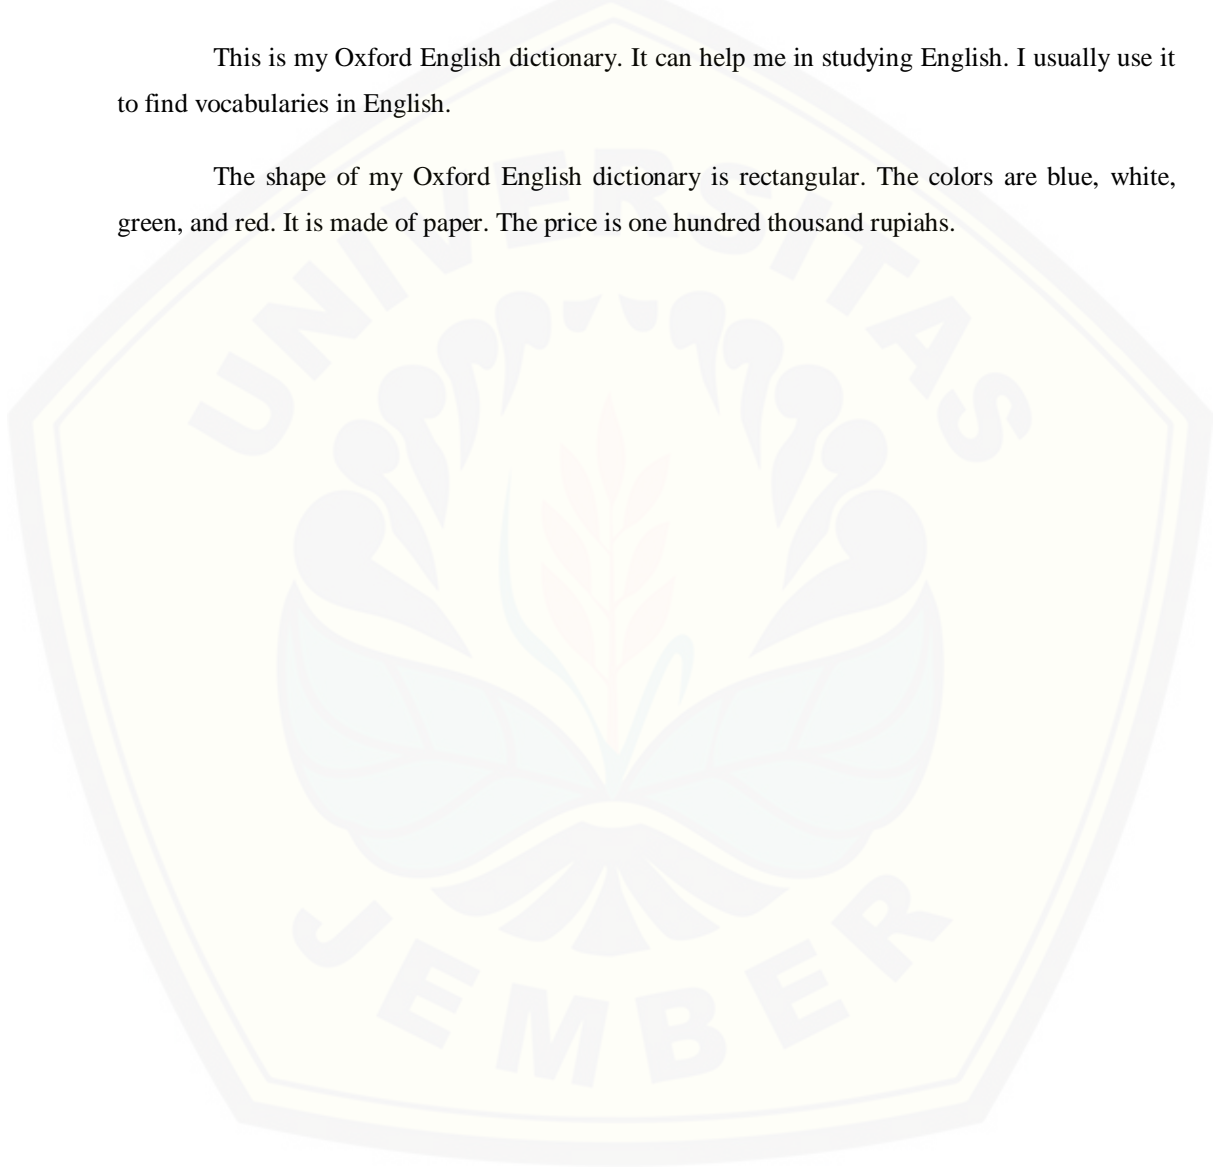 This is my Oxford English dictionary. It can help me in studying English. I usually use it
to find vocabularies in English.
The shape of my Oxford English dictionary is rectangular. The colors are blue, white,
green, and red. It is made of paper. The price is one hundred thousand rupiahs.
UNIVERSITAS
JEMBER